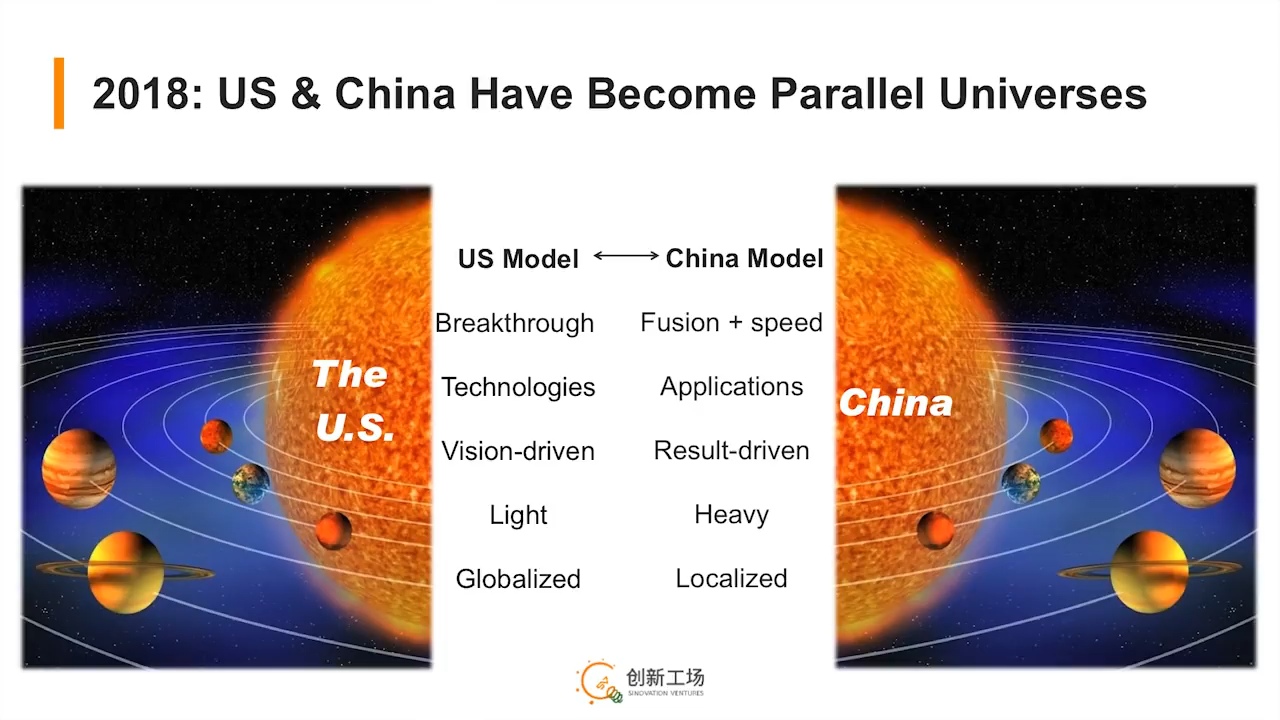 2018: US & China Have Become Parallel Universes
The
U.S.
US Model ⟷ China Model
Breakthrough Fusion + speed
Technologies Applications
Vision-driven Result-driven
Light Heavy
Globalized Localized
China
创新工场
SINOVATION VENTURES